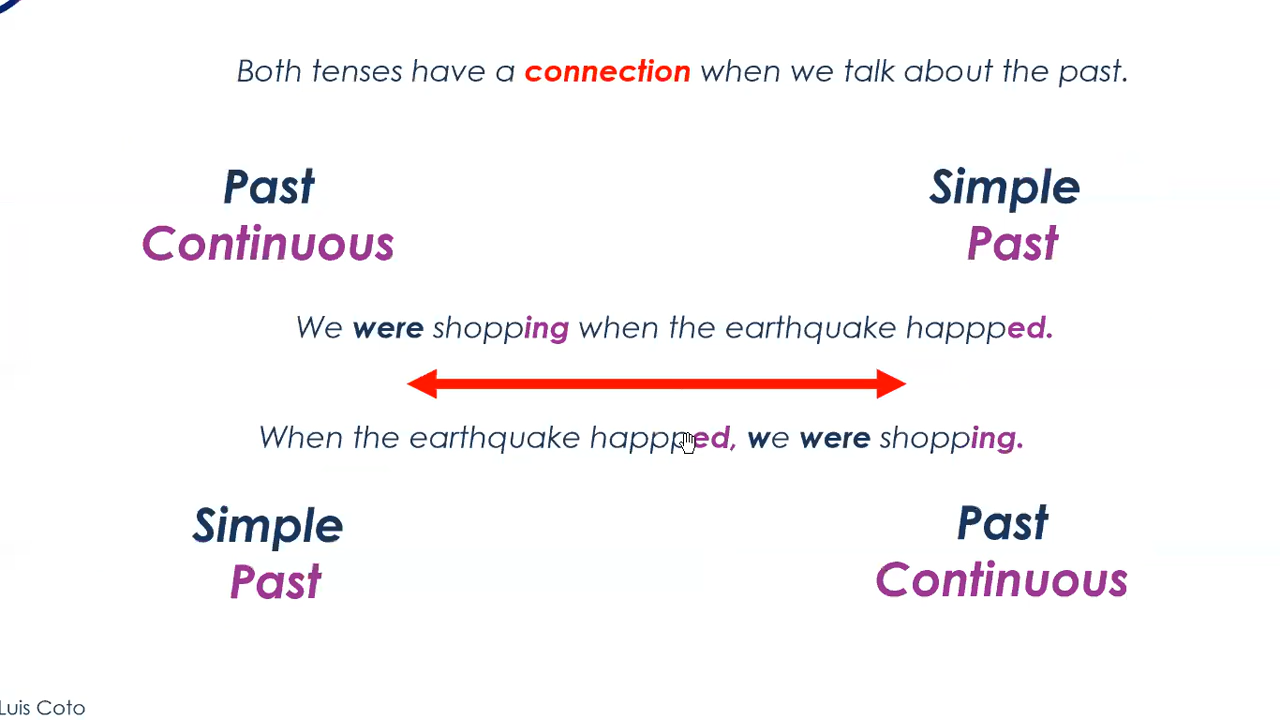 Both tenses have a connection when we talk about the past.
Past Simple
Continuous Past
We were shopping when the earthquake happped.
When the earthquake happped, we were shopping.
Simple Past
Past Continuous
Luis Coto